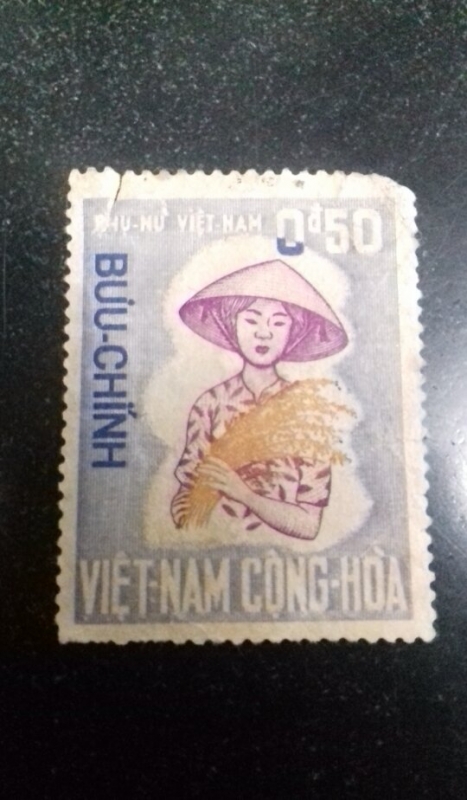 PHỤ-NỮ VIỆT-NAM
0đ50
BƯU-CHÍNH
VIỆT-NAM CỘNG-HÒA